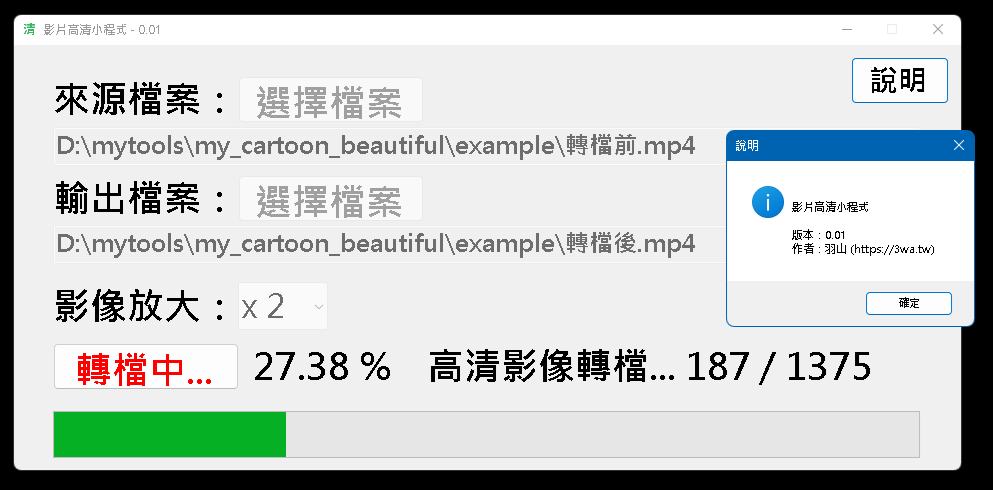 清 影片高清小程式 - 0.01
說明
來源檔案： 選擇檔案
D:\mytools\my_cartoon_beautiful\example\轉檔前.mp4
輸出檔案： 選擇檔案
D:\mytools\my_cartoon_beautiful\example\轉檔後.mp4
影像放大： x 2
轉檔中... 27.38 % 高清影像轉檔... 187 / 1375
說明
影片高清小程式
版本：0.01
作者：羽山 (https://3wa.tw)
確定